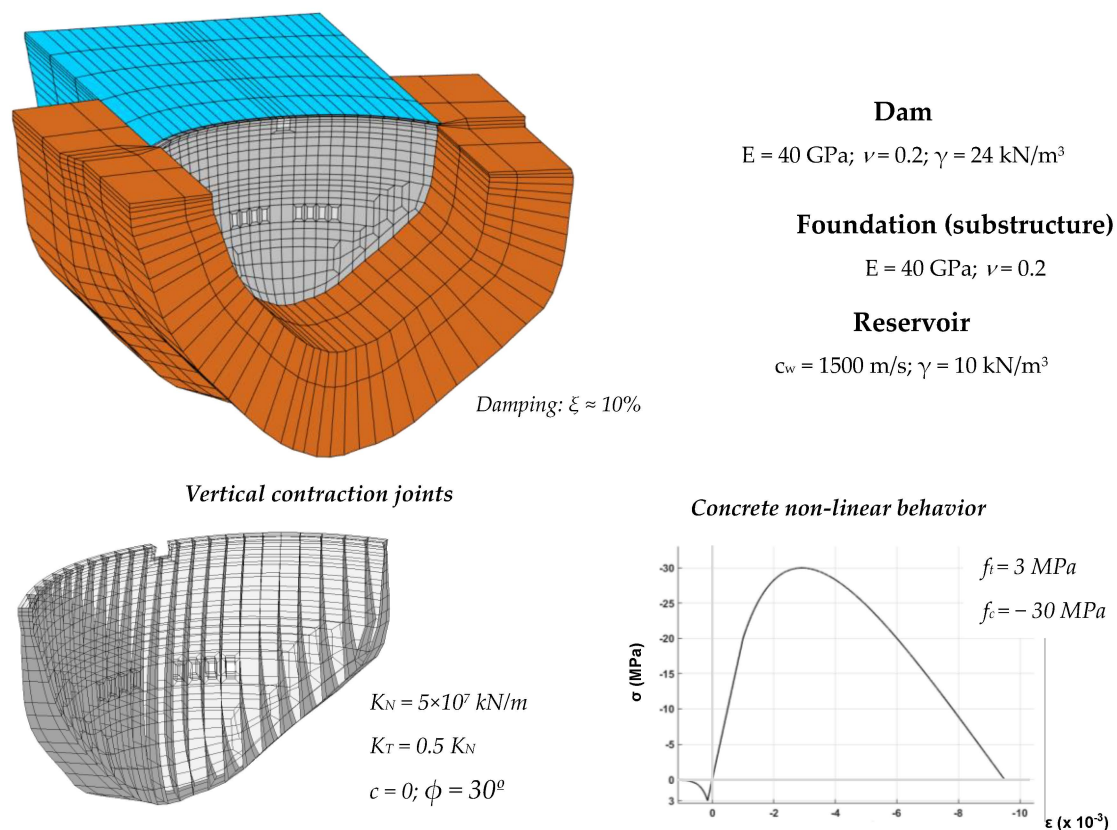 Dam
E = 40 GPa; ν = 0.2; γ = 24 kN/m³
Foundation (substructure)
E = 40 GPa; ν = 0.2
Reservoir
cw = 1500 m/s; γ = 10 kN/m³
Damping: ξ ≈ 10%
Vertical contraction joints
KN = 5×10⁷ kN/m
KT = 0.5 KN
c = 0; ϕ = 30º
Concrete non-linear behavior
ft = 3 MPa
fc = − 30 MPa
σ (MPa)
-30
-25
-20
-15
-10
-5
0
3
0 -2 -4 -6 -8 -10
ε (x 10⁻³)